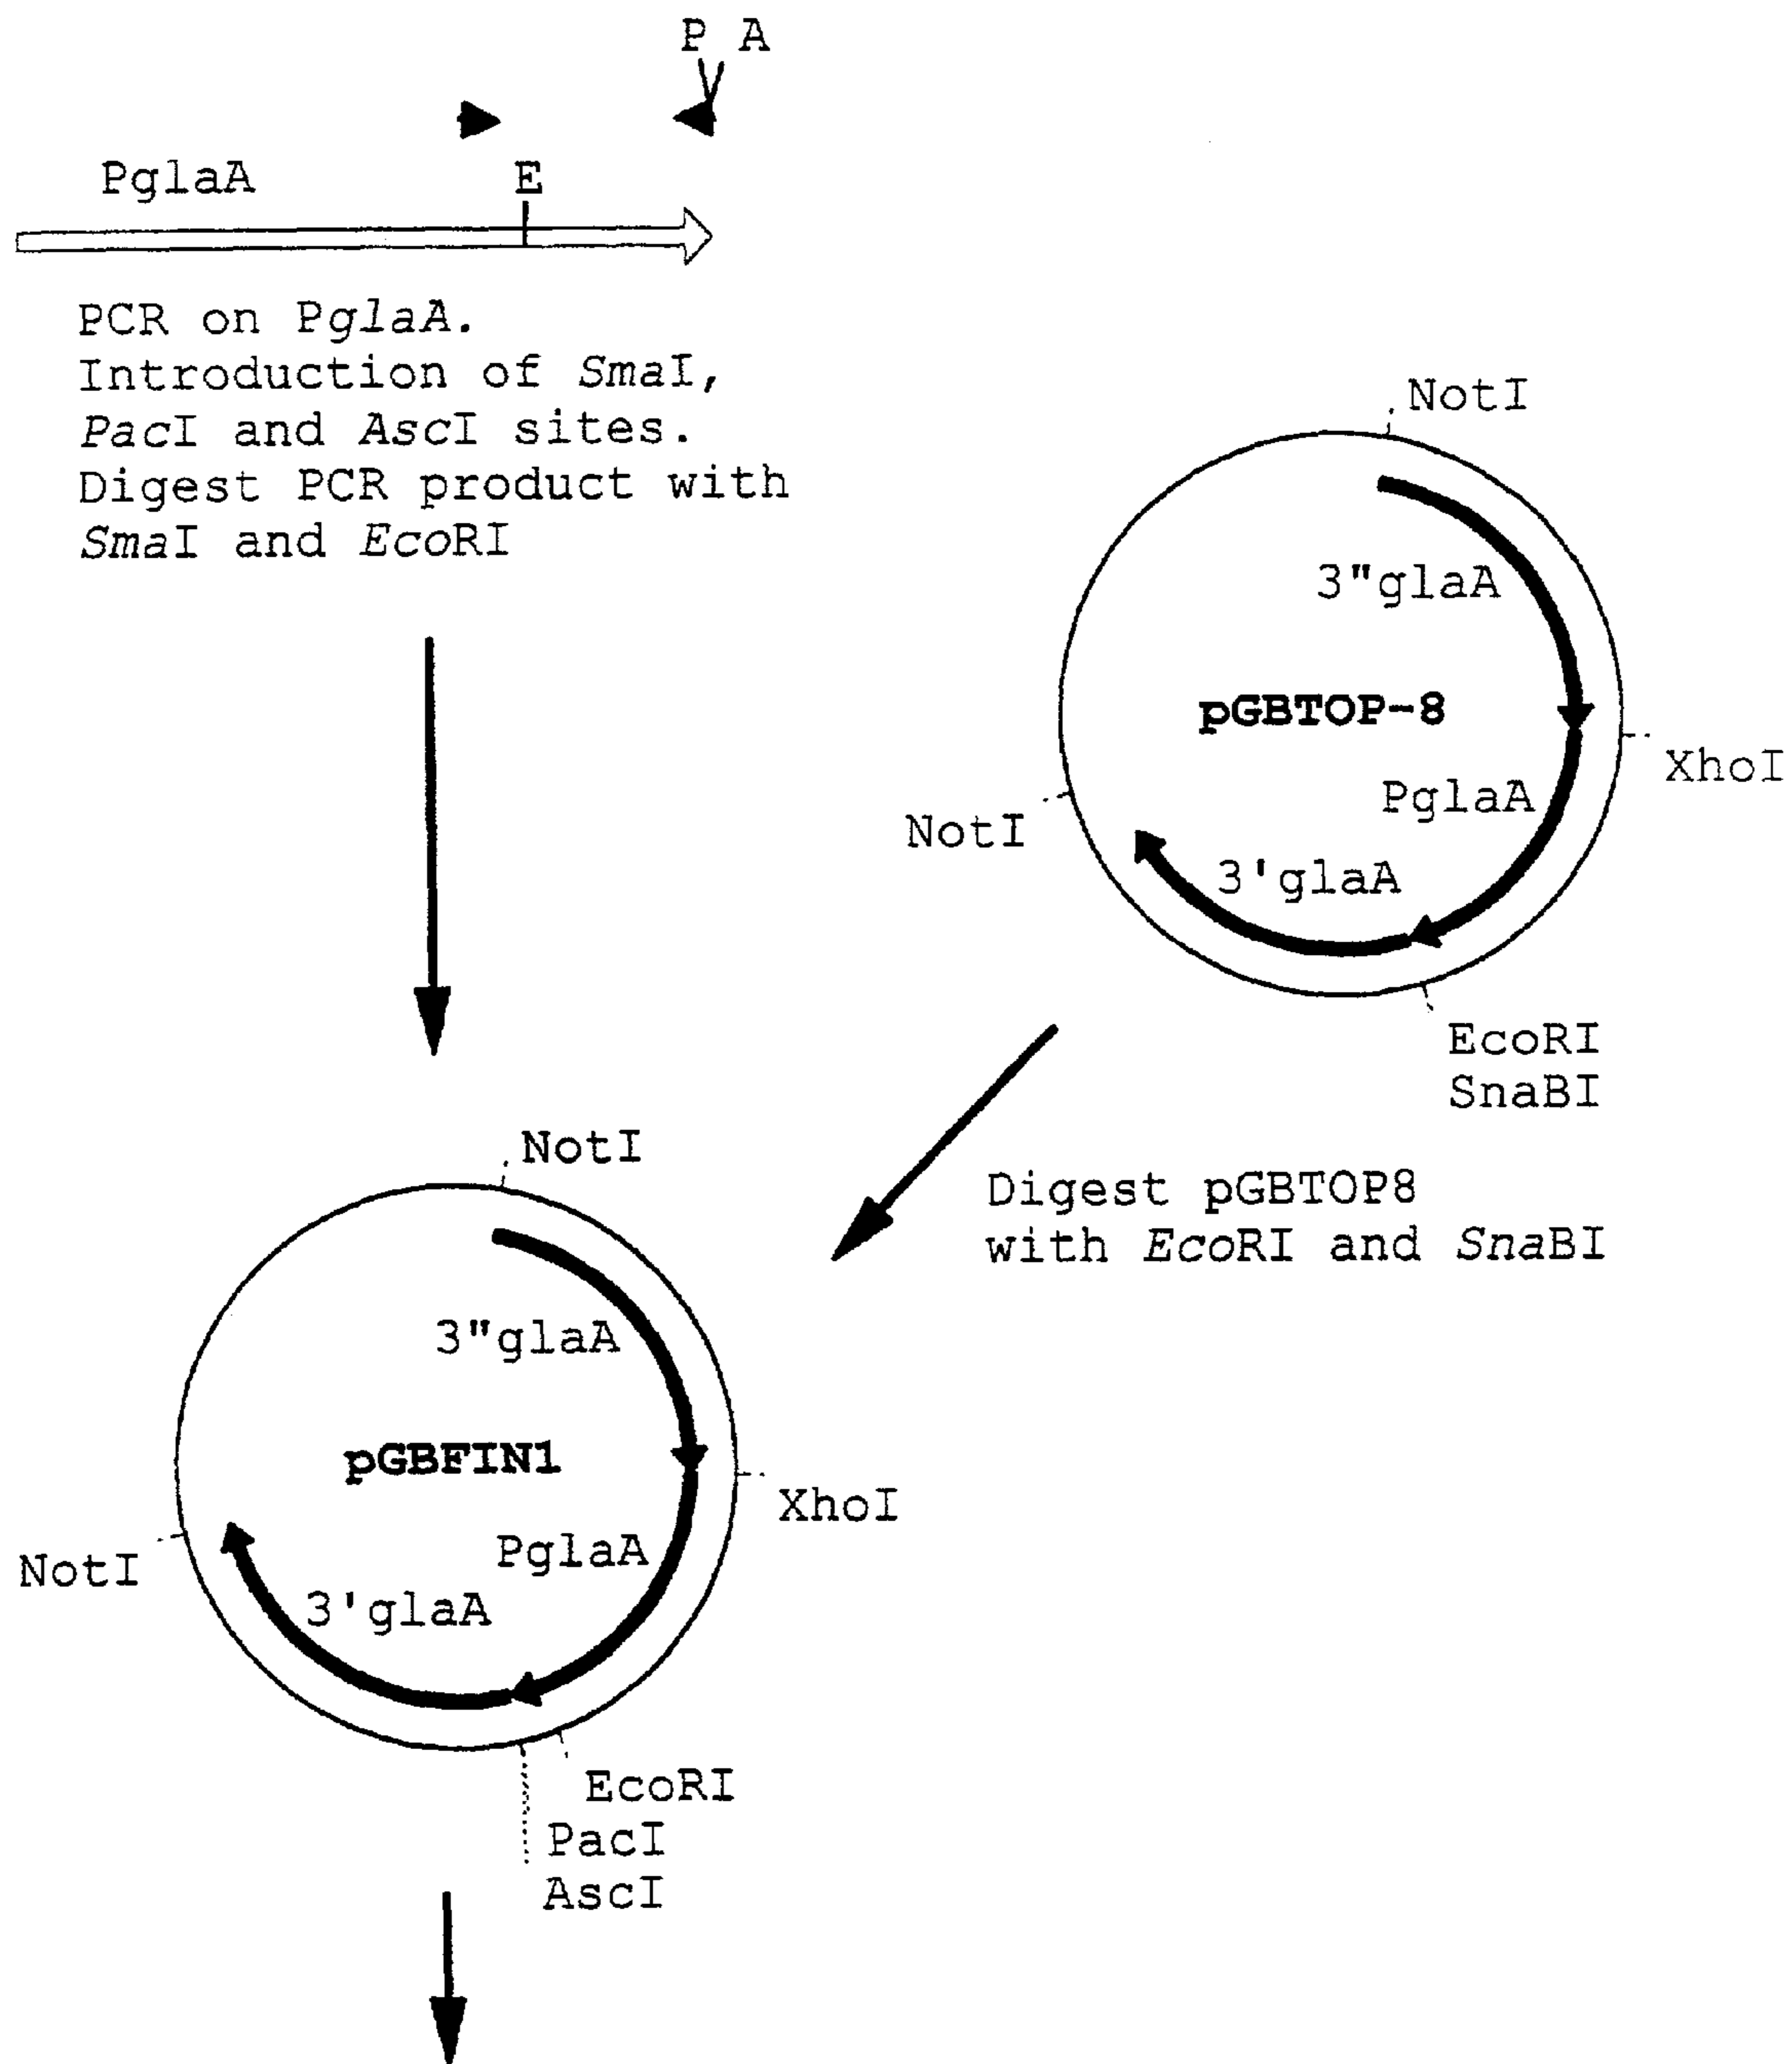 P A
PglaA
E
PCR on PglaA.
Introduction of SmaI,
PacI and AscI sites.
Digest PCR product with
SmaI and EcoRI
NotI
3"glaA
pGBTOP-8
XhoI
PglaA
NotI
3'glaA
EcoRI
SnaBI
Digest pGBTOP8
with EcoRI and SnaBI
NotI
3"glaA
pGBFIN1
XhoI
PglaA
NotI
3'glaA
EcoRI
PacI
AscI